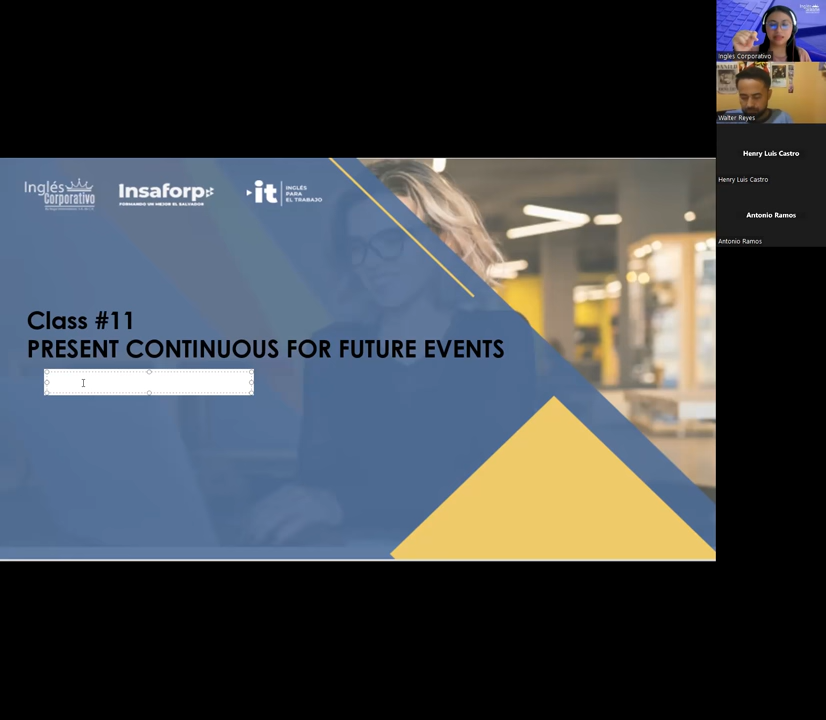 Inglés
Corporativo
Insaforp
FORMANDO UN MEJOR EL SALVADOR
it
INGLÉS
PARA
EL TRABAJO
Class #11
PRESENT CONTINUOUS FOR FUTURE EVENTS
Ingles Corporativo
Walter Reyes
Henry Luis Castro
Henry Luis Castro
Antonio Ramos
Antonio Ramos